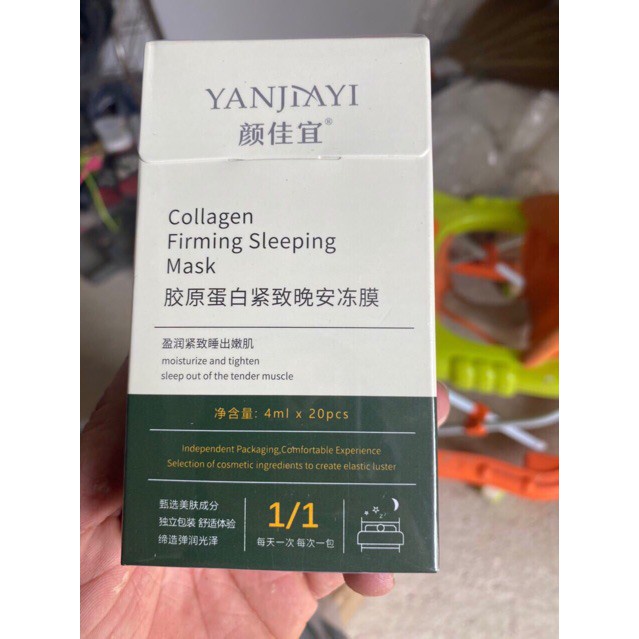 YANJIAYI
颜佳宜®
Collagen
Firming Sleeping
Mask
胶原蛋白紧致晚安冻膜
盈润紧致睡出嫩肌
moisturize and tighten
sleep out of the tender muscle
净含量: 4ml x 20pcs
Independent Packaging,Comfortable Experience
Selection of cosmetic ingredients to create elastic luster
甄选美肤成分
独立包装 舒适体验
缔造弹润光泽
1/1
每天一次 每次一包